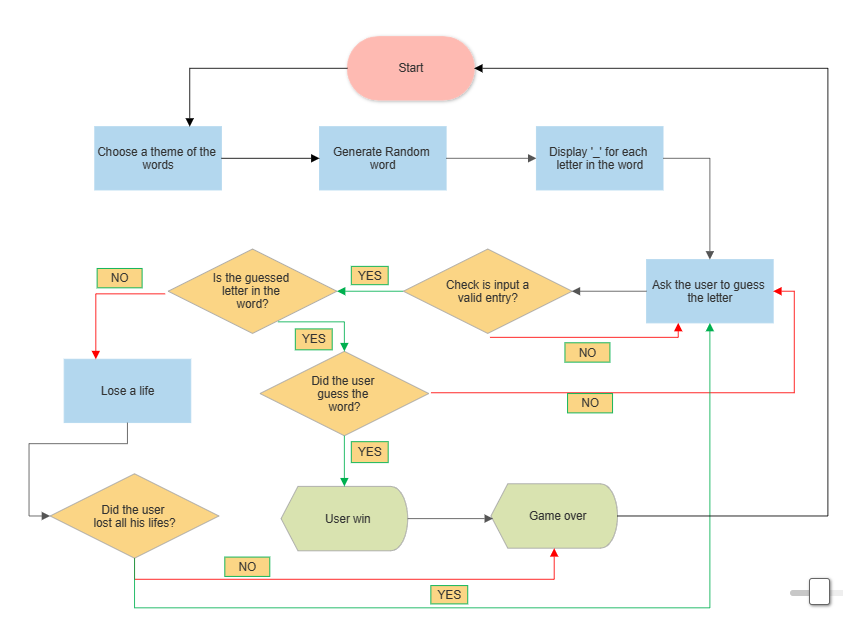 Start
Choose a theme of the
words
Generate Random
word
Display '_' for each
letter in the word
NO
Is the guessed
letter in the
word?
YES
Check is input a
valid entry?
Ask the user to guess
the letter
YES
NO
Lose a life
Did the user
guess the
word?
NO
YES
Did the user
lost all his lifes?
User win
Game over
NO
YES